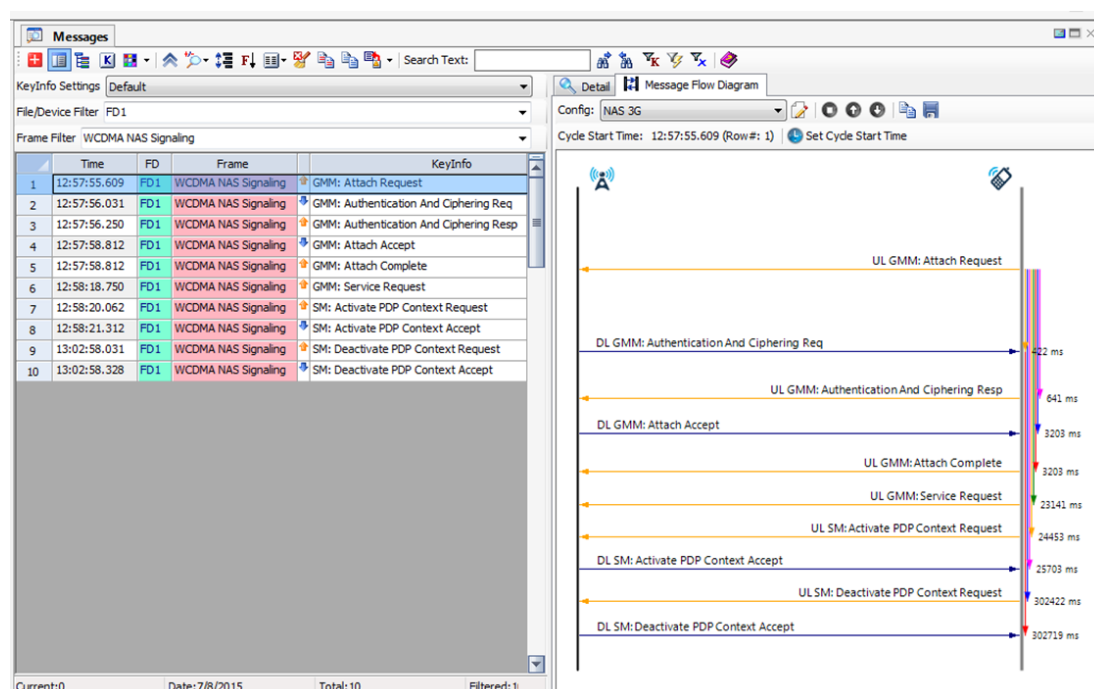 Messages
Search Text:
KeyInfo Settings Default
File/Device Filter FD1
Frame Filter WCDMA NAS Signaling
Time FD Frame KeyInfo
1 12:57:55.609 FD1 WCDMA NAS Signaling GMM: Attach Request
2 12:57:56.031 FD1 WCDMA NAS Signaling GMM: Authentication And Ciphering Req
3 12:57:56.250 FD1 WCDMA NAS Signaling GMM: Authentication And Ciphering Resp
4 12:57:58.812 FD1 WCDMA NAS Signaling GMM: Attach Accept
5 12:57:58.812 FD1 WCDMA NAS Signaling GMM: Attach Complete
6 12:58:18.750 FD1 WCDMA NAS Signaling GMM: Service Request
7 12:58:20.062 FD1 WCDMA NAS Signaling SM: Activate PDP Context Request
8 12:58:21.312 FD1 WCDMA NAS Signaling SM: Activate PDP Context Accept
9 13:02:58.031 FD1 WCDMA NAS Signaling SM: Deactivate PDP Context Request
10 13:02:58.328 FD1 WCDMA NAS Signaling SM: Deactivate PDP Context Accept
Current:0 Date:7/8/2015 Total:10 Filtered:1
Detail Message Flow Diagram
Config: NAS 3G
Cycle Start Time: 12:57:55.609 (Row#: 1) Set Cycle Start Time
UL GMM: Attach Request
DL GMM: Authentication And Ciphering Req
422 ms
UL GMM: Authentication And Ciphering Resp
641 ms
DL GMM: Attach Accept
3203 ms
UL GMM: Attach Complete
3203 ms
UL GMM: Service Request
23141 ms
UL SM: Activate PDP Context Request
24453 ms
DL SM: Activate PDP Context Accept
25703 ms
UL SM: Deactivate PDP Context Request
302422 ms
DL SM: Deactivate PDP Context Accept
302719 ms